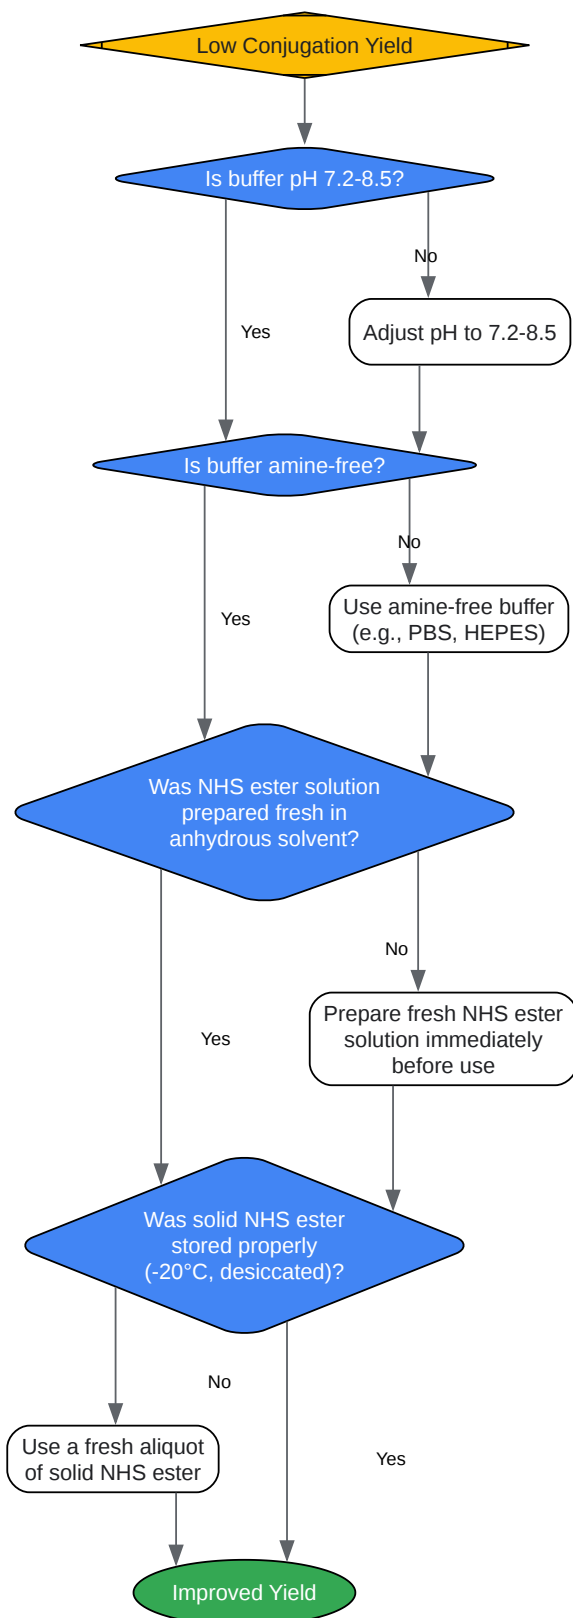 Low Conjugation Yield
Is buffer pH 7.2-8.5?
No
Yes
Adjust pH to 7.2-8.5
Is buffer amine-free?
No
Yes
Use amine-free buffer
(e.g., PBS, HEPES)
Was NHS ester solution
prepared fresh in
anhydrous solvent?
No
Yes
Prepare fresh NHS ester
solution immediately
before use
Was solid NHS ester
stored properly
(-20°C, desiccated)?
No
Yes
Use a fresh aliquot
of solid NHS ester
Improved Yield